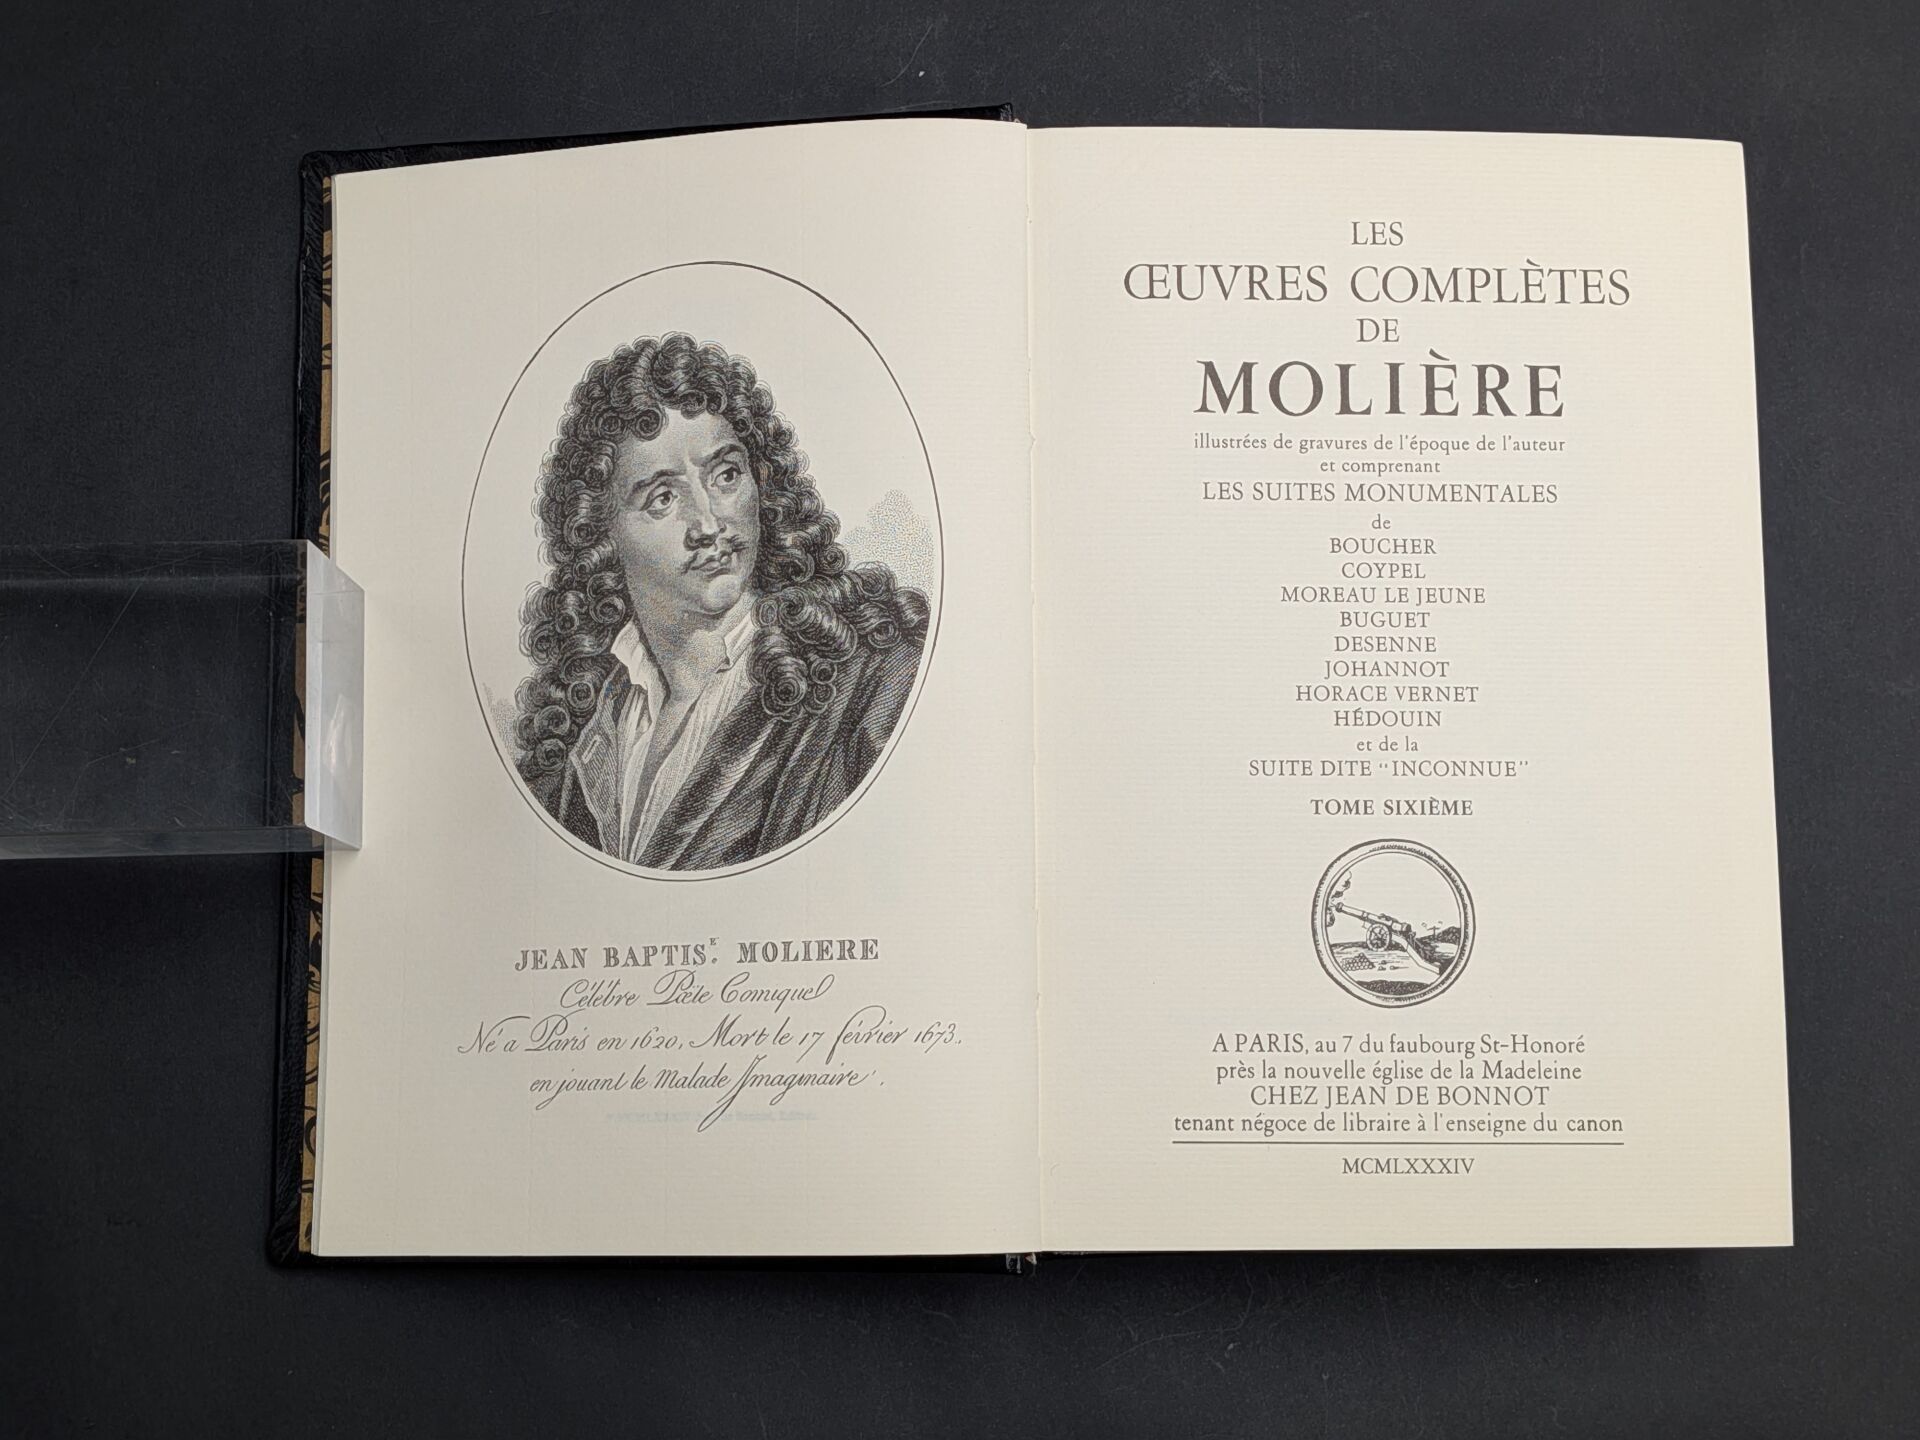 JEAN BAPTIS.ᴱ MOLIERE
Célébre Poëte Comique
Né a Paris en 1620, Mort le 17 février 1673.
en jouant le Malade Imaginaire.
LES
ŒUVRES COMPLÈTES
DE
MOLIÈRE
illustrées de gravures de l'époque de l'auteur
et comprenant
LES SUITES MONUMENTALES
de
BOUCHER
COYPEL
MOREAU LE JEUNE
BUGUET
DESENNE
JOHANNOT
HORACE VERNET
HÉDOUIN
et de la
SUITE DITE "INCONNUE"
TOME SIXIÈME
A PARIS, au 7 du faubourg St-Honoré
près la nouvelle église de la Madeleine
CHEZ JEAN DE BONNOT
tenant négoce de libraire à l'enseigne du canon
MCMLXXXIV